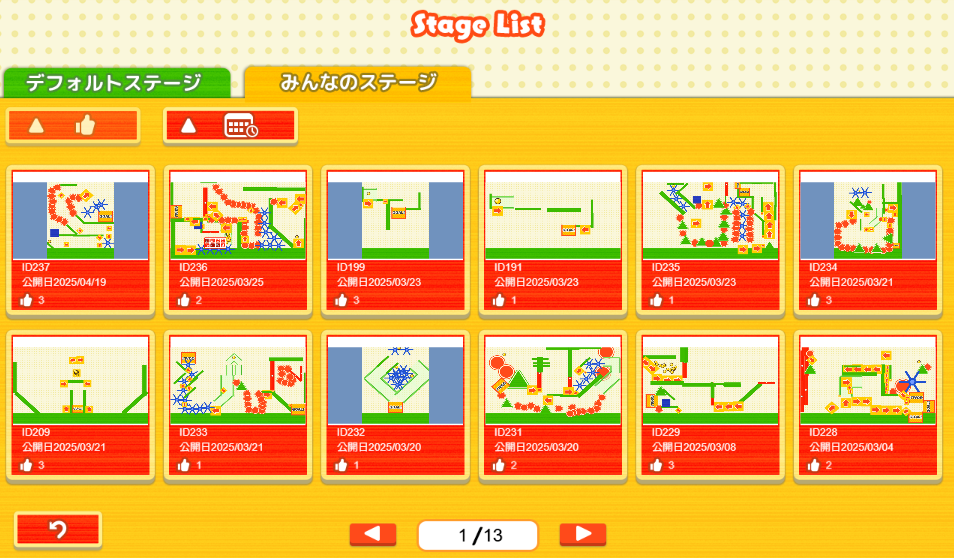 Stage List
デフォルトステージ
みんなのステージ
ID237
公開日2025/04/19
3
ID236
公開日2025/03/25
2
ID199
公開日2025/03/23
3
ID191
公開日2025/03/23
1
ID235
公開日2025/03/23
1
ID234
公開日2025/03/21
3
ID209
公開日2025/03/21
3
ID233
公開日2025/03/21
1
ID232
公開日2025/03/20
1
ID231
公開日2025/03/20
2
ID229
公開日2025/03/08
3
ID228
公開日2025/03/04
2
1/13